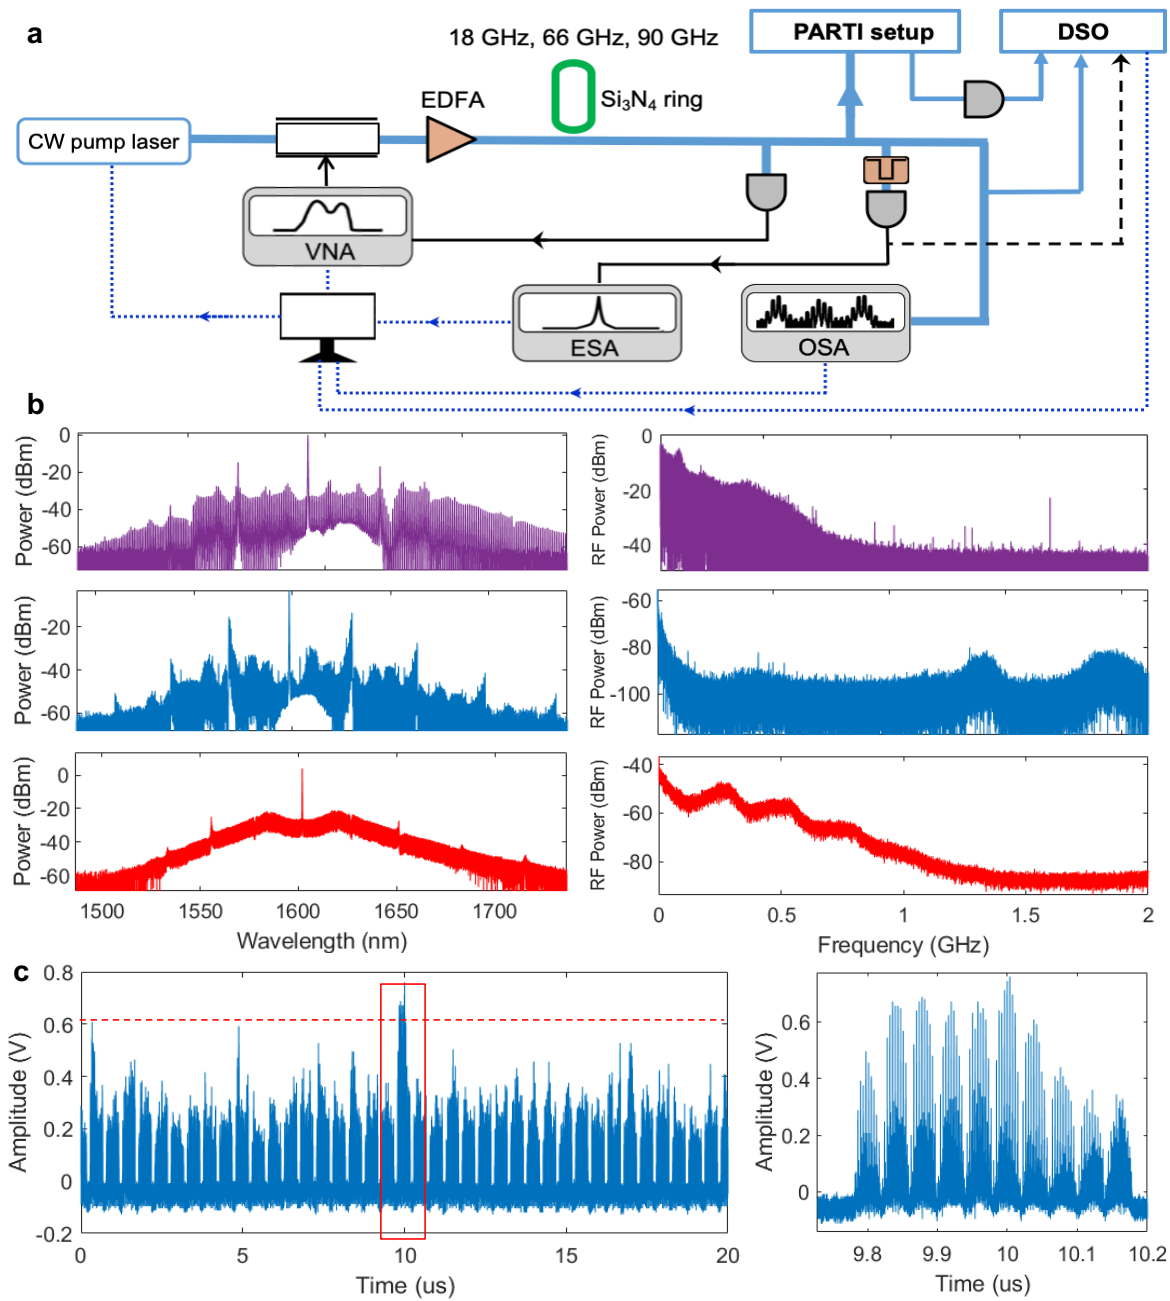 a
18 GHz, 66 GHz, 90 GHz
PARTI setup
DSO
EDFA
Si₃N₄ ring
CW pump laser
VNA
ESA
OSA
b
Power (dBm)
0
-20
-40
-60
RF Power (dBm)
0
-20
-40
Power (dBm)
-20
-40
-60
RF Power (dBm)
-60
-80
-100
Power (dBm)
0
-20
-40
-60
1500 1550 1600 1650 1700
Wavelength (nm)
RF Power (dBm)
-40
-60
-80
0 0.5 1 1.5 2
Frequency (GHz)
c
Amplitude (V)
0.8
0.6
0.4
0.2
0
-0.2
0 5 10 15 20
Time (us)
Amplitude (V)
0.6
0.4
0.2
0
9.8 9.9 10 10.1 10.2
Time (us)